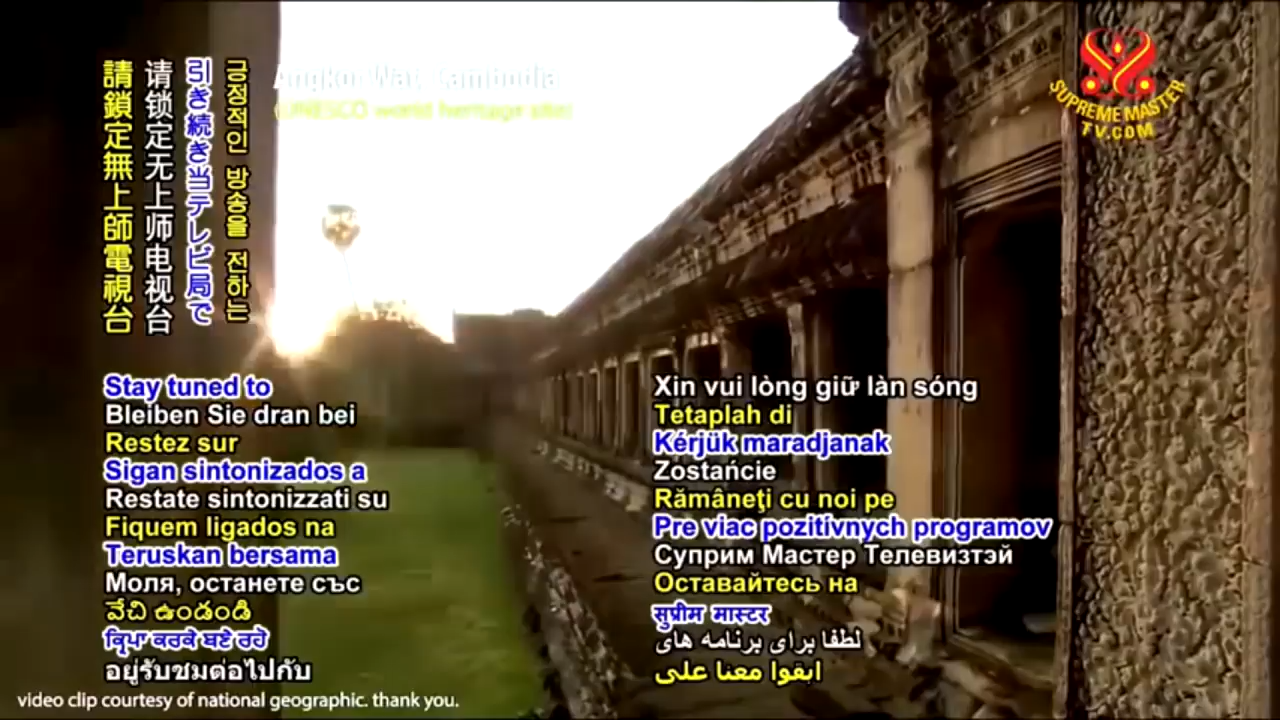 請鎖定無上師電視台
请锁定无上师电视台
引き続き当テレビ局で
긍정적인 방송을 전하는
Angkor Wat, Cambodia
(UNESCO world heritage site)
SUPREME MASTER
TV.COM
Stay tuned to
Bleiben Sie dran bei
Restez sur
Sigan sintonizados a
Restate sintonizzati su
Fiquem ligados na
Teruskan bersama
Моля, останете със
వేచి ఉండండి
ਕ੍ਰਿਪਾ ਕਰਕੇ ਬਣੇ ਰਹੋ
อยู่รับชมต่อไปกับ
Xin vui lòng giữ làn sóng
Tetaplah di
Kérjük maradjanak
Zostańcie
Rămâneţi cu noi pe
Pre viac pozitívnych programov
Суприм Мастер Телевизтэй
Оставайтесь на
सुप्रीम मास्टर
لطفا برای برنامه های
ابقوا معنا على
video clip courtesy of national geographic. thank you.